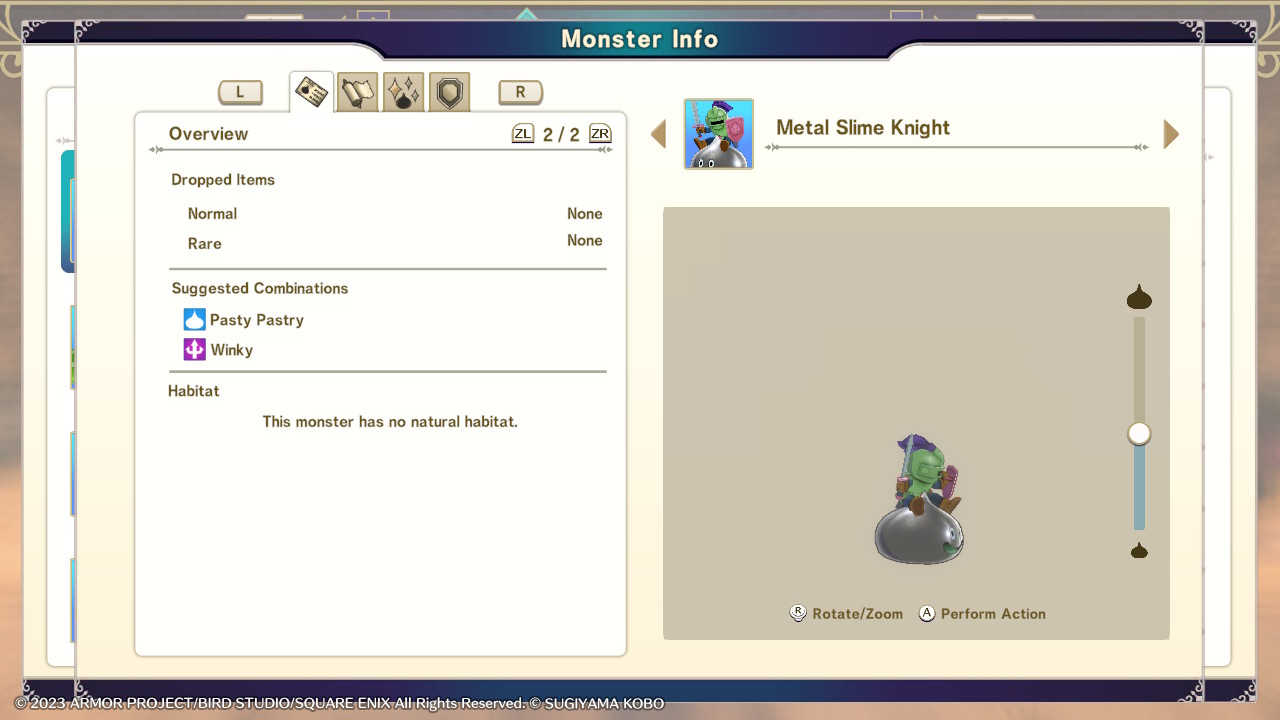 Monster Info
L
R
Overview
ZL 2 / 2 ZR
Metal Slime Knight
Dropped Items
Normal None
Rare None
Suggested Combinations
Pasty Pastry
Winky
Habitat
This monster has no natural habitat.
R Rotate/Zoom A Perform Action
© 2023 ARMOR PROJECT/BIRD STUDIO/SQUARE ENIX All Rights Reserved. © SUGIYAMA KOBO